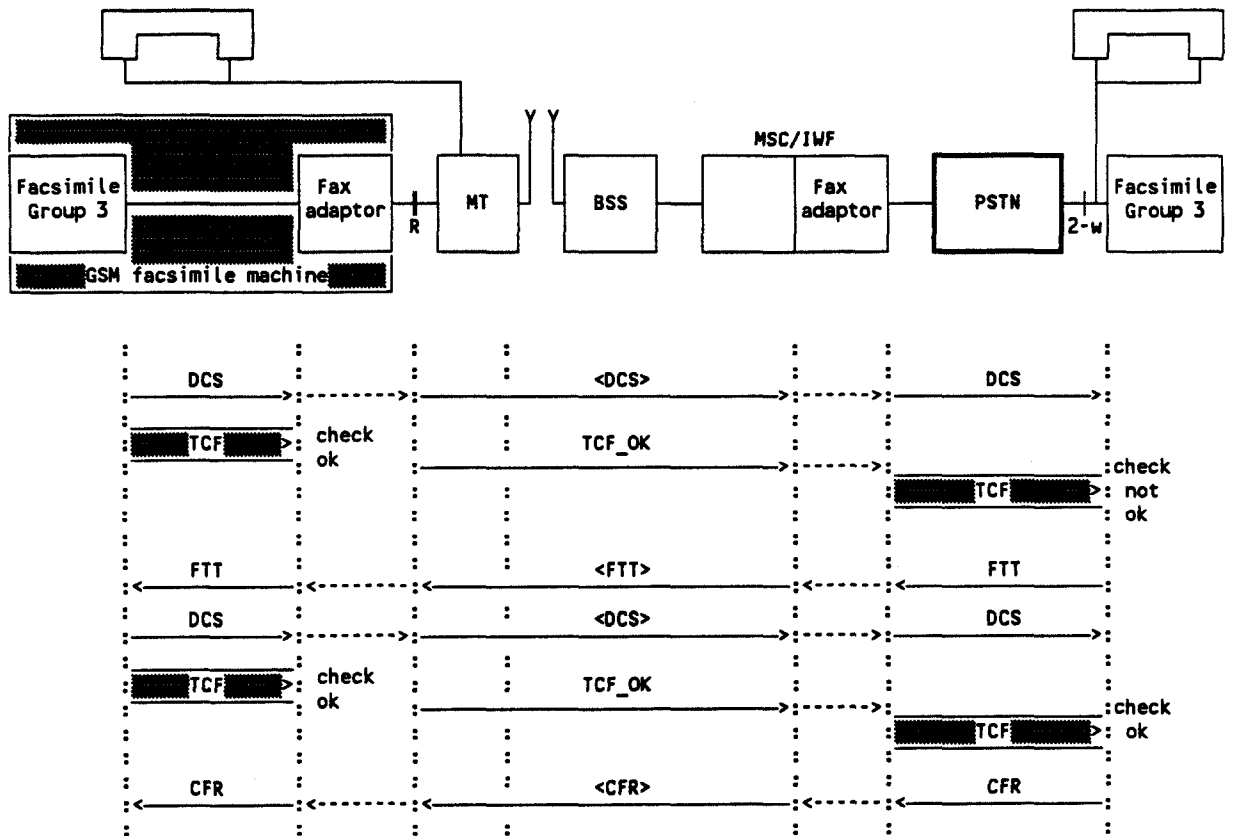 MSC/IWF
Facsimile
Group 3
Fax
adaptor
R
MT
BSS
Fax
adaptor
PSTN
2-w
Facsimile
Group 3
GSM facsimile machine
DCS <DCS> DCS
TCF check
ok
TCF_OK
TCF check
not
ok
FTT <FTT> FTT
DCS <DCS> DCS
TCF check
ok
TCF_OK
TCF check
ok
CFR <CFR> CFR